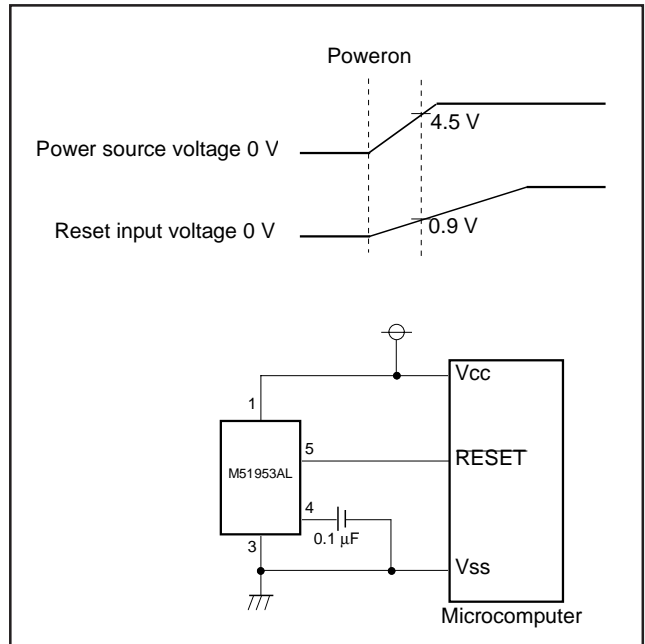 Poweron
4.5 V
Power source voltage 0 V
0.9 V
Reset input voltage 0 V
Vcc
1
5
RESET
M51953AL
4
0.1 μF
3
Vss
Microcomputer